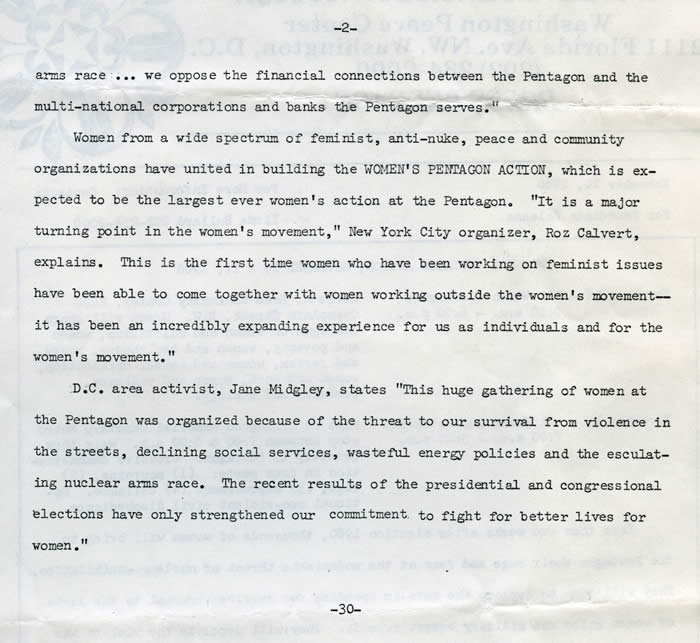 -2-
arms race ... we oppose the financial connections between the Pentagon and the
multi-national corporations and banks the Pentagon serves."
Women from a wide spectrum of feminist, anti-nuke, peace and community
organizations have united in building the WOMEN'S PENTAGON ACTION, which is ex-
pected to be the largest ever women's action at the Pentagon. "It is a major
turning point in the women's movement," New York City organizer, Roz Calvert,
explains. This is the first time women who have been working on feminist issues
have been able to come together with women working outside the women's movement—
it has been an incredibly expanding experience for us as individuals and for the
women's movement."
D.C. area activist, Jane Midgley, states "This huge gathering of women at
the Pentagon was organized because of the threat to our survival from violence in
the streets, declining social services, wasteful energy policies and the esculat-
ing nuclear arms race. The recent results of the presidential and congressional
elections have only strengthened our commitment to fight for better lives for
women."
-30-